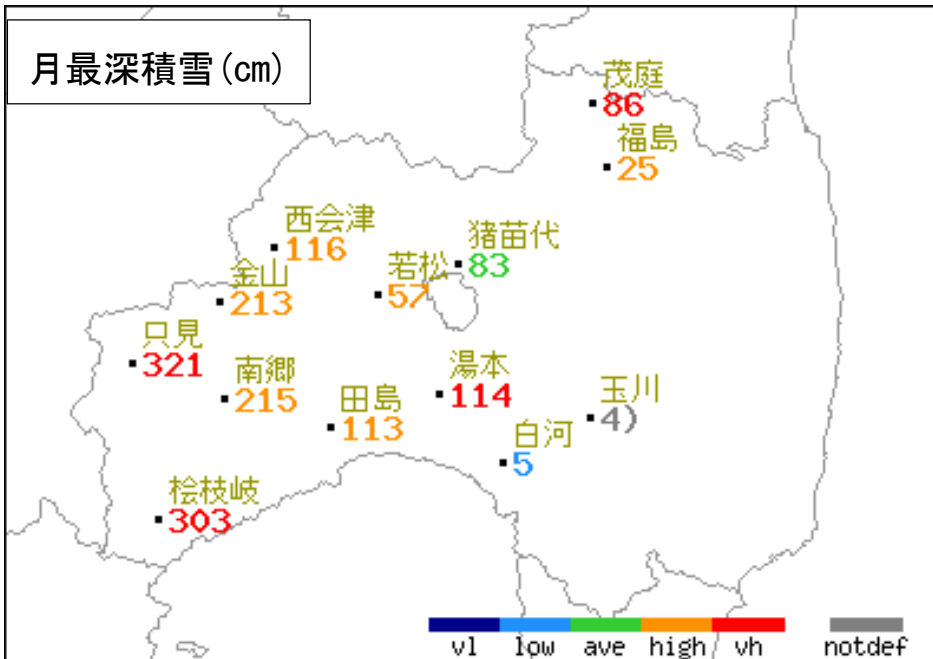 月最深積雪(cm)
茂庭
86
福島
25
西会津
116
猪苗代
83
若松
57
金山
213
只見
321
南郷
215
湯本
114
田島
113
玉川
4)
白河
5
桧枝岐
303
vl low ave high vh notdef